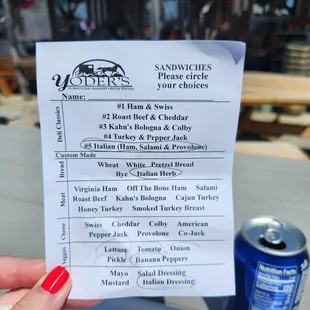 YODER'S
SANDWICHES
Please circle
your choices
Name:
Deli Classics
#1 Ham & Swiss
#2 Roast Beef & Cheddar
#3 Kahn's Bologna & Colby
#4 Turkey & Pepper Jack
#5 Italian (Ham, Salami & Provolone)
Custom Made
Bread
Wheat White Pretzel Bread
Rye Italian Herb
Meat
Virginia Ham Off The Bone Ham Salami
Roast Beef Kahn's Bologna Cajun Turkey
Honey Turkey Smoked Turkey Breast
Cheese
Swiss Cheddar Colby American
Pepper Jack Provolone Co-Jack
Veggies
Lettuce Tomato Onion
Pickle Banana Peppers
Mayo Salad Dressing
Mustard Italian Dressing
Nutrition Facts